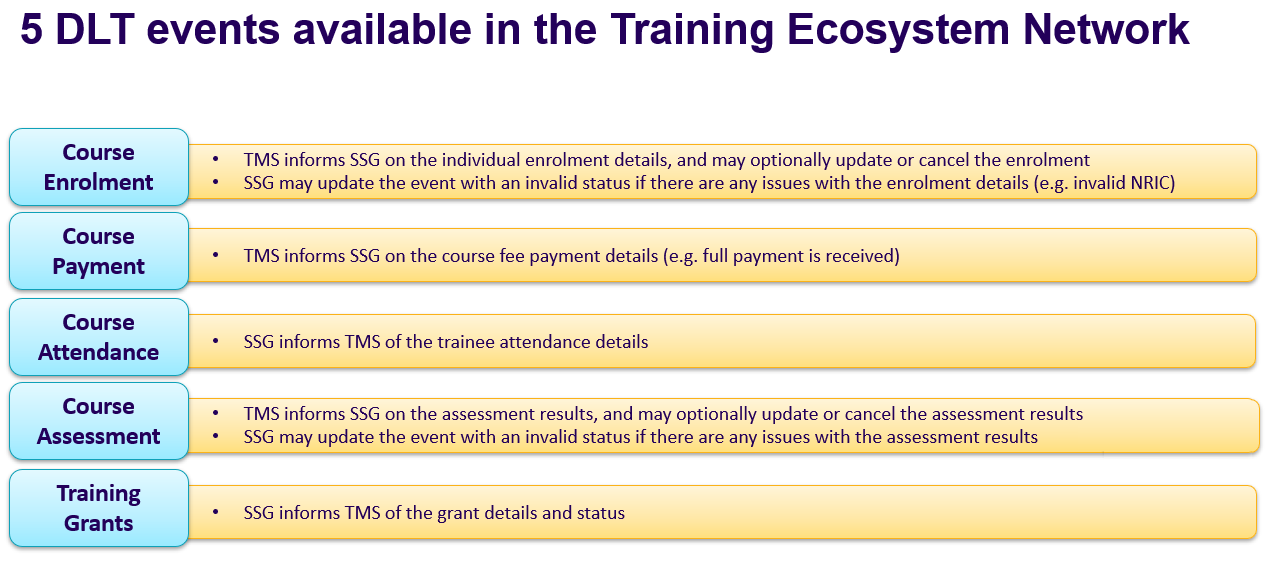 5 DLT events available in the Training Ecosystem Network
Course
Enrolment
• TMS informs SSG on the individual enrolment details, and may optionally update or cancel the enrolment
• SSG may update the event with an invalid status if there are any issues with the enrolment details (e.g. invalid NRIC)
Course
Payment
• TMS informs SSG on the course fee payment details (e.g. full payment is received)
Course
Attendance
• SSG informs TMS of the trainee attendance details
Course
Assessment
• TMS informs SSG on the assessment results, and may optionally update or cancel the assessment results
• SSG may update the event with an invalid status if there are any issues with the assessment results
Training
Grants
• SSG informs TMS of the grant details and status